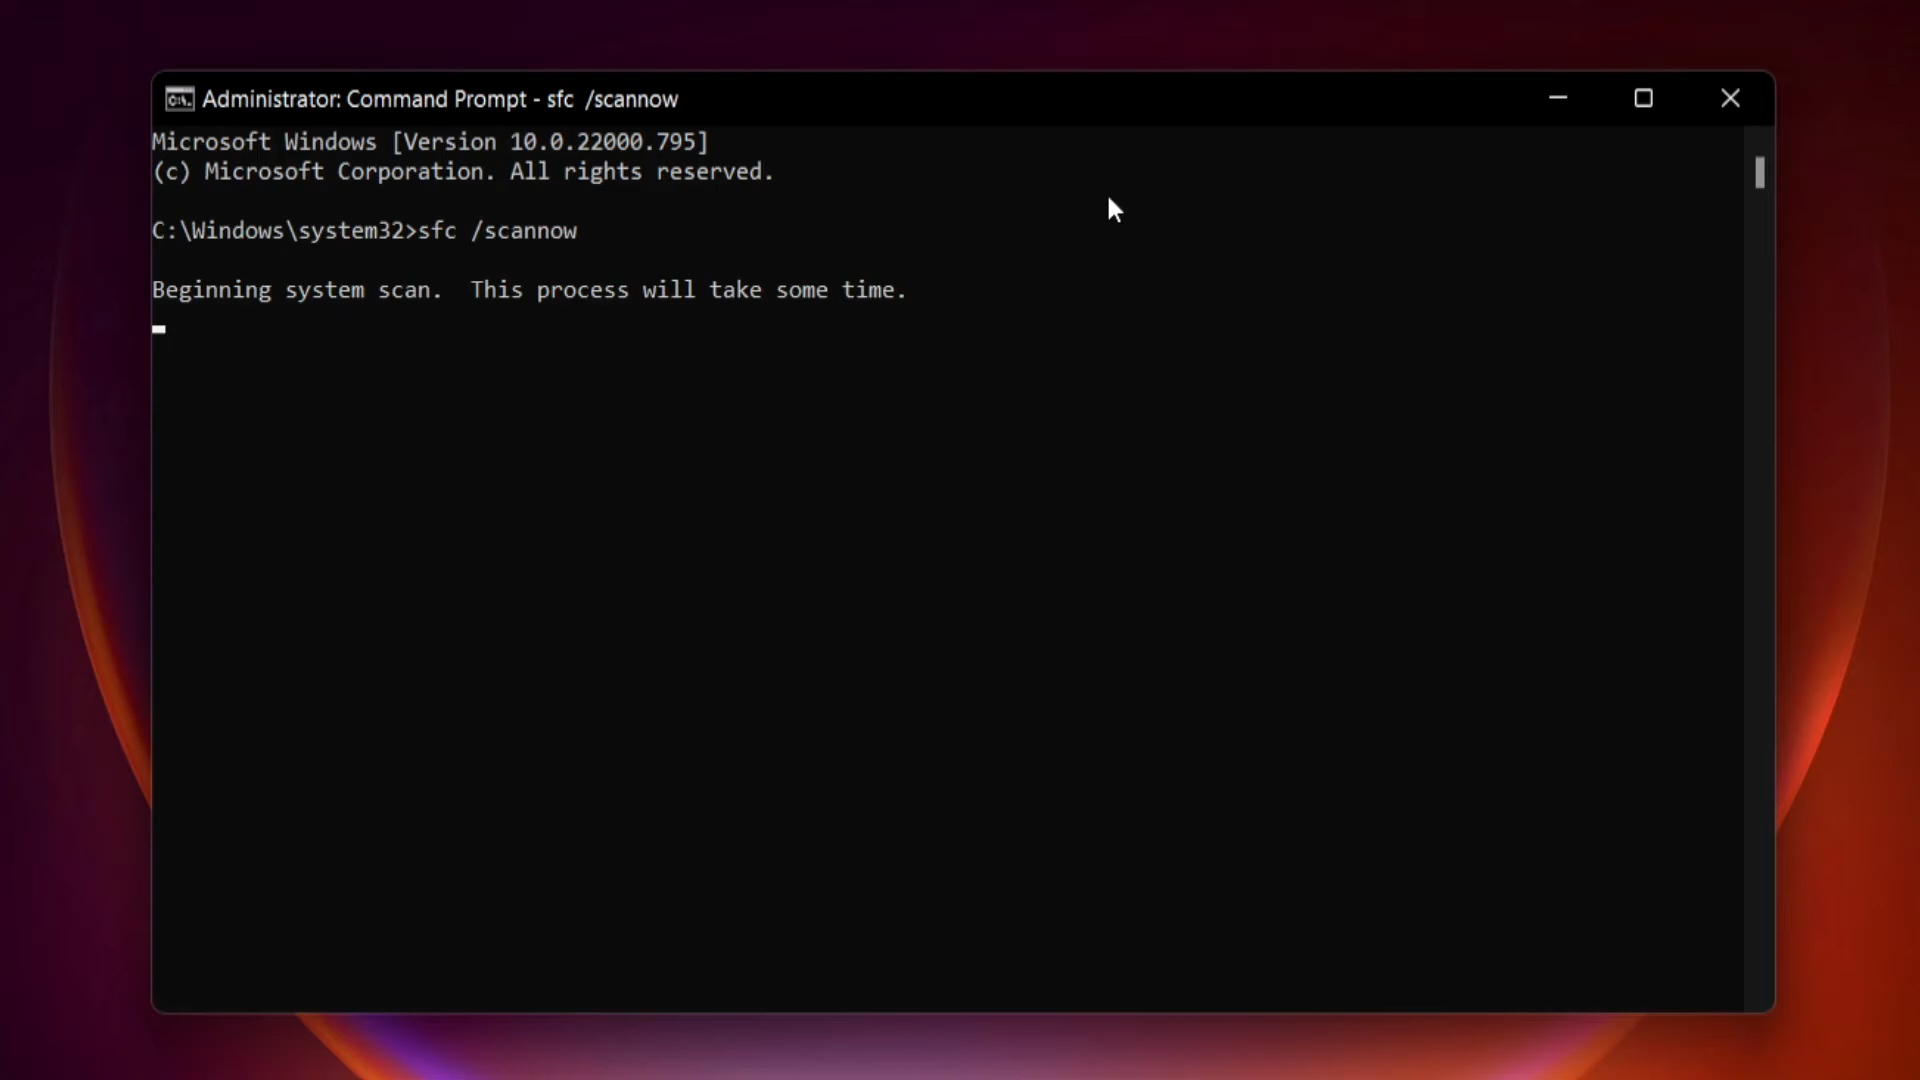 Administrator: Command Prompt - sfc  /scannow
Microsoft Windows [Version 10.0.22000.795]
(c) Microsoft Corporation. All rights reserved.
C:\Windows\system32>sfc /scannow
Beginning system scan.  This process will take some time.